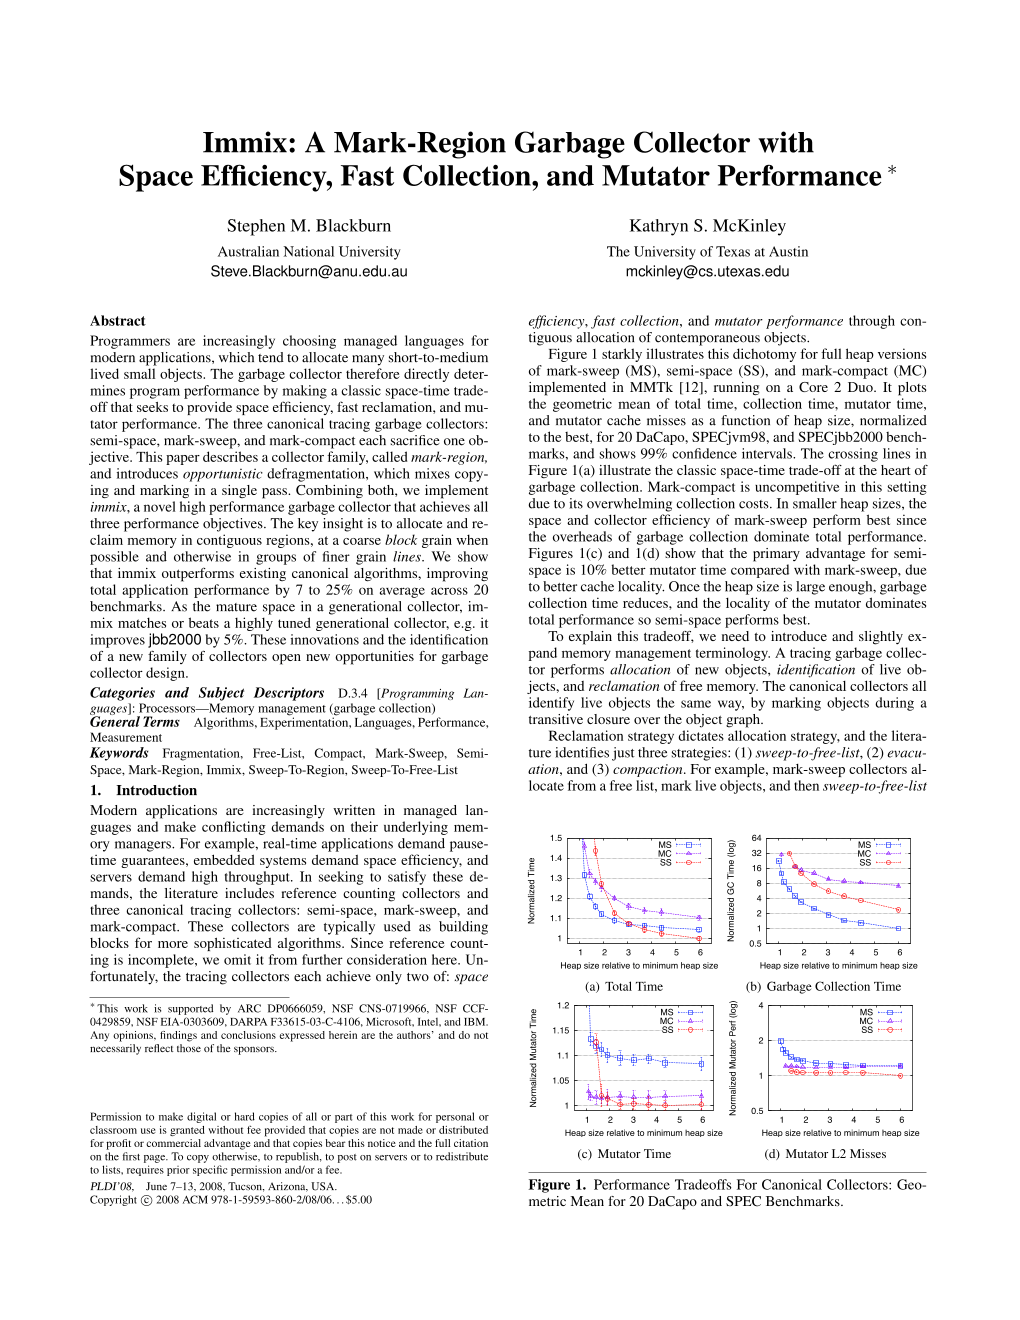 Immix: A Mark-Region Garbage Collector with
Space Efficiency, Fast Collection, and Mutator Performance *
Stephen M. Blackburn
Australian National University
Steve.Blackburn@anu.edu.au
Kathryn S. McKinley
The University of Texas at Austin
mckinley@cs.utexas.edu
Abstract
Programmers are increasingly choosing managed languages for
modern applications, which tend to allocate many short-to-medium
lived small objects. The garbage collector therefore directly deter-
mines program performance by making a classic space-time trade-
off that seeks to provide space efficiency, fast reclamation, and mu-
tator performance. The three canonical tracing garbage collectors:
semi-space, mark-sweep, and mark-compact each sacrifice one ob-
jective. This paper describes a collector family, called mark-region,
and introduces opportunistic defragmentation, which mixes copy-
ing and marking in a single pass. Combining both, we implement
immix, a novel high performance garbage collector that achieves all
three performance objectives. The key insight is to allocate and re-
claim memory in contiguous regions, at a coarse block grain when
possible and otherwise in groups of finer grain lines. We show
that immix outperforms existing canonical algorithms, improving
total application performance by 7 to 25% on average across 20
benchmarks. As the mature space in a generational collector, im-
mix matches or beats a highly tuned generational collector, e.g. it
improves jbb2000 by 5%. These innovations and the identification
of a new family of collectors open new opportunities for garbage
collector design.
Categories and Subject Descriptors D.3.4 [Programming Lan-
guages]: Processors—Memory management (garbage collection)
General Terms Algorithms, Experimentation, Languages, Performance,
Measurement
Keywords Fragmentation, Free-List, Compact, Mark-Sweep, Semi-
Space, Mark-Region, Immix, Sweep-To-Region, Sweep-To-Free-List
1. Introduction
Modern applications are increasingly written in managed lan-
guages and make conflicting demands on their underlying mem-
ory managers. For example, real-time applications demand pause-
time guarantees, embedded systems demand space efficiency, and
servers demand high throughput. In seeking to satisfy these de-
mands, the literature includes reference counting collectors and
three canonical tracing collectors: semi-space, mark-sweep, and
mark-compact. These collectors are typically used as building
blocks for more sophisticated algorithms. Since reference count-
ing is incomplete, we omit it from further consideration here. Un-
fortunately, the tracing collectors each achieve only two of: space
* This work is supported by ARC DP0666059, NSF CNS-0719966, NSF CCF-
0429859, NSF EIA-0303609, DARPA F33615-03-C-4106, Microsoft, Intel, and IBM.
Any opinions, findings and conclusions expressed herein are the authors' and do not
necessarily reflect those of the sponsors.
Permission to make digital or hard copies of all or part of this work for personal or
classroom use is granted without fee provided that copies are not made or distributed
for profit or commercial advantage and that copies bear this notice and the full citation
on the first page. To copy otherwise, to republish, to post on servers or to redistribute
to lists, requires prior specific permission and/or a fee.
PLDI'08, June 7–13, 2008, Tucson, Arizona, USA.
Copyright © 2008 ACM 978-1-59593-860-2/08/06...$5.00
efficiency, fast collection, and mutator performance through con-
tiguous allocation of contemporaneous objects.
Figure 1 starkly illustrates this dichotomy for full heap versions
of mark-sweep (MS), semi-space (SS), and mark-compact (MC)
implemented in MMTk [12], running on a Core 2 Duo. It plots
the geometric mean of total time, collection time, mutator time,
and mutator cache misses as a function of heap size, normalized
to the best, for 20 DaCapo, SPECjvm98, and SPECjbb2000 bench-
marks, and shows 99% confidence intervals. The crossing lines in
Figure 1(a) illustrate the classic space-time trade-off at the heart of
garbage collection. Mark-compact is uncompetitive in this setting
due to its overwhelming collection costs. In smaller heap sizes, the
space and collector efficiency of mark-sweep perform best since
the overheads of garbage collection dominate total performance.
Figures 1(c) and 1(d) show that the primary advantage for semi-
space is 10% better mutator time compared with mark-sweep, due
to better cache locality. Once the heap size is large enough, garbage
collection time reduces, and the locality of the mutator dominates
total performance so semi-space performs best.
To explain this tradeoff, we need to introduce and slightly ex-
pand memory management terminology. A tracing garbage collec-
tor performs allocation of new objects, identification of live ob-
jects, and reclamation of free memory. The canonical collectors all
identify live objects the same way, by marking objects during a
transitive closure over the object graph.
Reclamation strategy dictates allocation strategy, and the litera-
ture identifies just three strategies: (1) sweep-to-free-list, (2) evacu-
ation, and (3) compaction. For example, mark-sweep collectors al-
locate from a free list, mark live objects, and then sweep-to-free-list
Normalized Time
1.5
1.4
1.3
1.2
1.1
1
MS
MC
SS
1 2 3 4 5 6
Heap size relative to minimum heap size
(a) Total Time
Normalized GC Time (log)
64
32
16
8
4
2
1
0.5
MS
MC
SS
1 2 3 4 5 6
Heap size relative to minimum heap size
(b) Garbage Collection Time
Normalized Mutator Time
1.2
1.15
1.1
1.05
1
MS
MC
SS
1 2 3 4 5 6
Heap size relative to minimum heap size
(c) Mutator Time
Normalized Mutator Perf (log)
4
2
1
0.5
MS
MC
SS
1 2 3 4 5 6
Heap size relative to minimum heap size
(d) Mutator L2 Misses
Figure 1. Performance Tradeoffs For Canonical Collectors: Geo-
metric Mean for 20 DaCapo and SPEC Benchmarks.